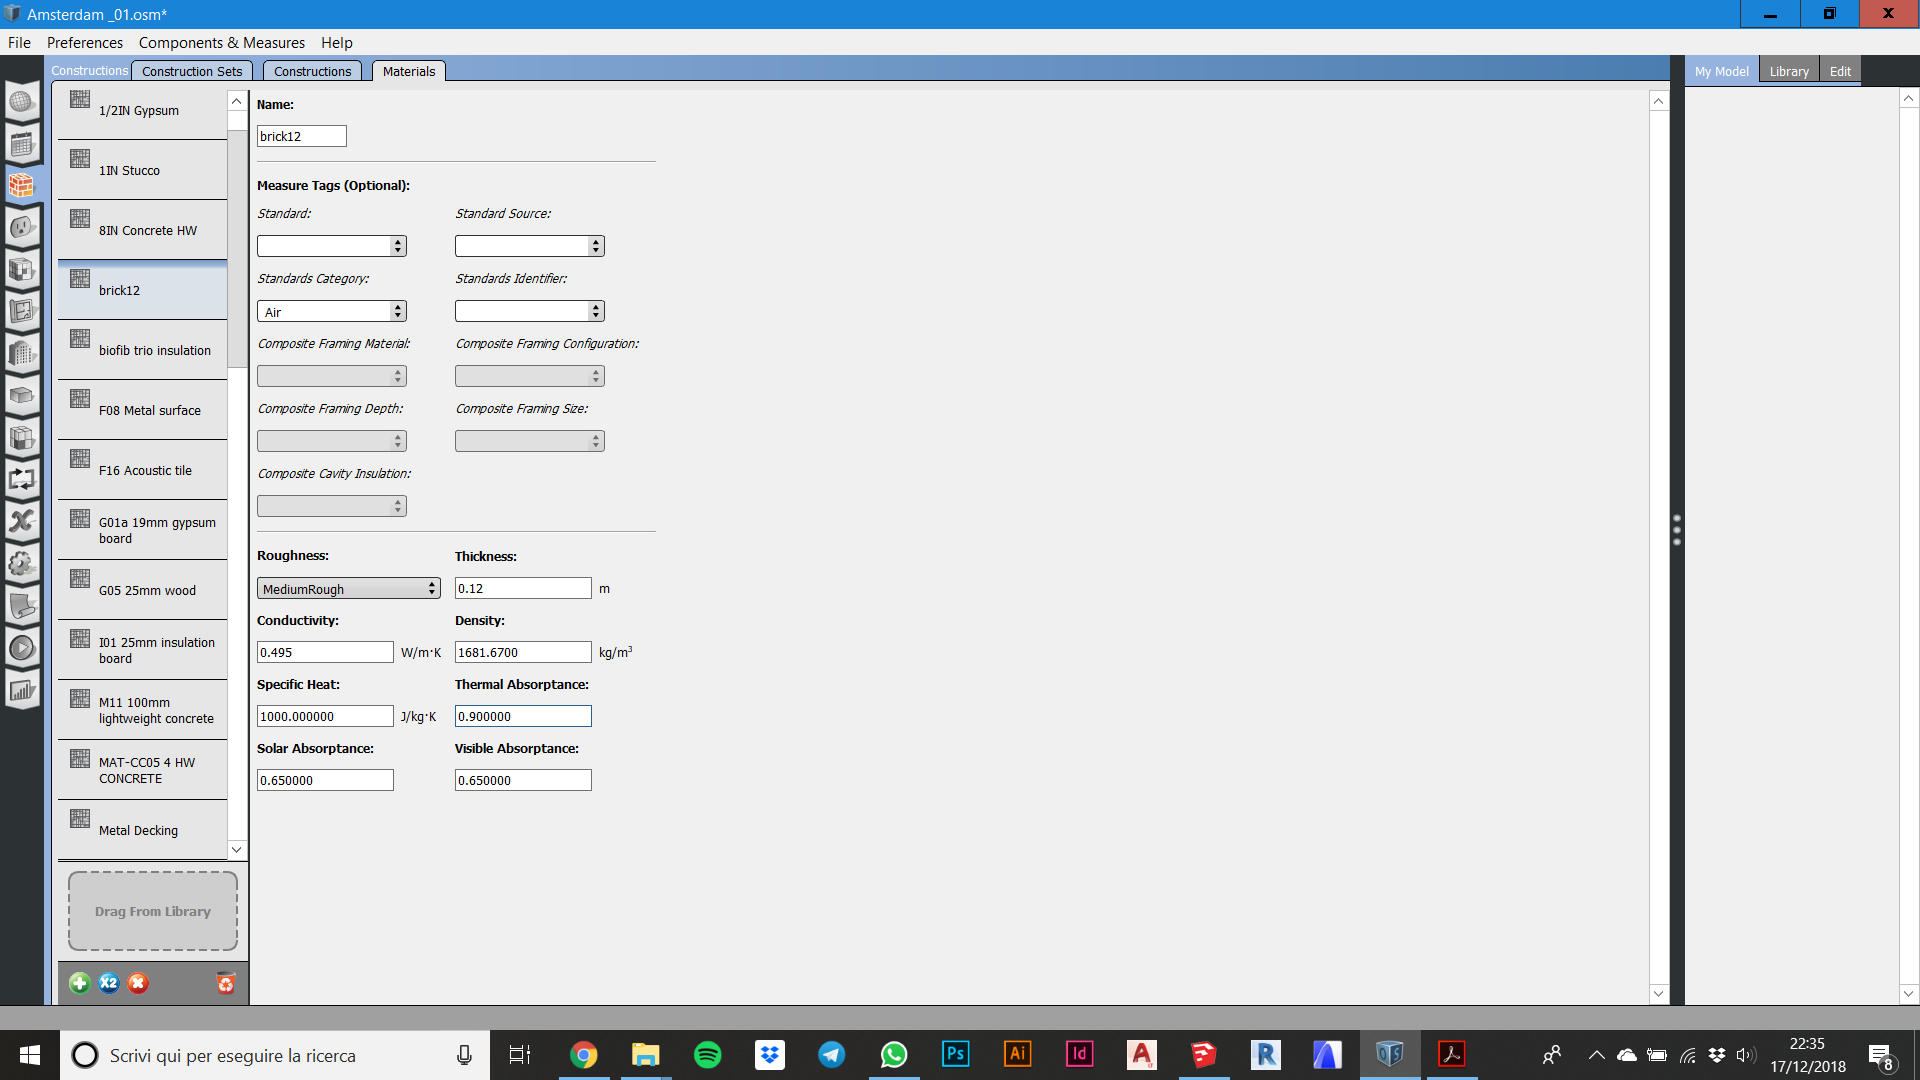 Amsterdam _01.osm*
File Preferences Components & Measures Help
Constructions Construction Sets Constructions Materials
My Model Library Edit
1/2IN Gypsum
1IN Stucco
8IN Concrete HW
brick12
biofib trio insulation
F08 Metal surface
F16 Acoustic tile
G01a 19mm gypsum
board
G05 25mm wood
I01 25mm insulation
board
M11 100mm
lightweight concrete
MAT-CC05 4 HW
CONCRETE
Metal Decking
Drag From Library
X2
Name:
brick12
Measure Tags (Optional):
Standard: Standard Source:
Standards Category: Standards Identifier:
Air
Composite Framing Material: Composite Framing Configuration:
Composite Framing Depth: Composite Framing Size:
Composite Cavity Insulation:
Roughness: Thickness:
MediumRough 0.12 m
Conductivity: Density:
0.495 W/m·K 1681.6700 kg/m³
Specific Heat: Thermal Absorptance:
1000.000000 J/kg·K 0.900000
Solar Absorptance: Visible Absorptance:
0.650000 0.650000
Scrivi qui per eseguire la ricerca
Ps Ai Id A R
22:35
17/12/2018
8